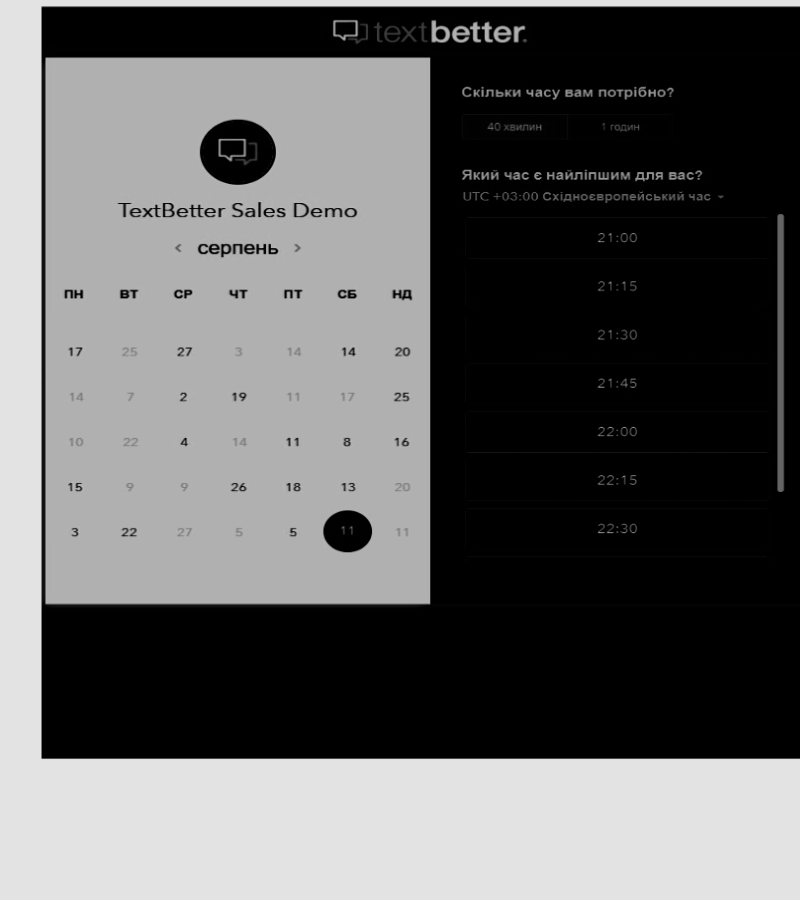 textbetter.
TextBetter Sales Demo
< серпень >
ПН ВТ СР ЧТ ПТ СБ НД
17 25 27 3 14 14 20
14 7 2 19 11 17 25
10 22 4 14 11 8 16
15 9 9 26 18 13 20
3 22 27 5 5 11 11
Скільки часу вам потрібно?
40 хвилин 1 годин
Який час є найліпшим для вас?
UTC +03:00 Східноєвропейський час
21:00
21:15
21:30
21:45
22:00
22:15
22:30